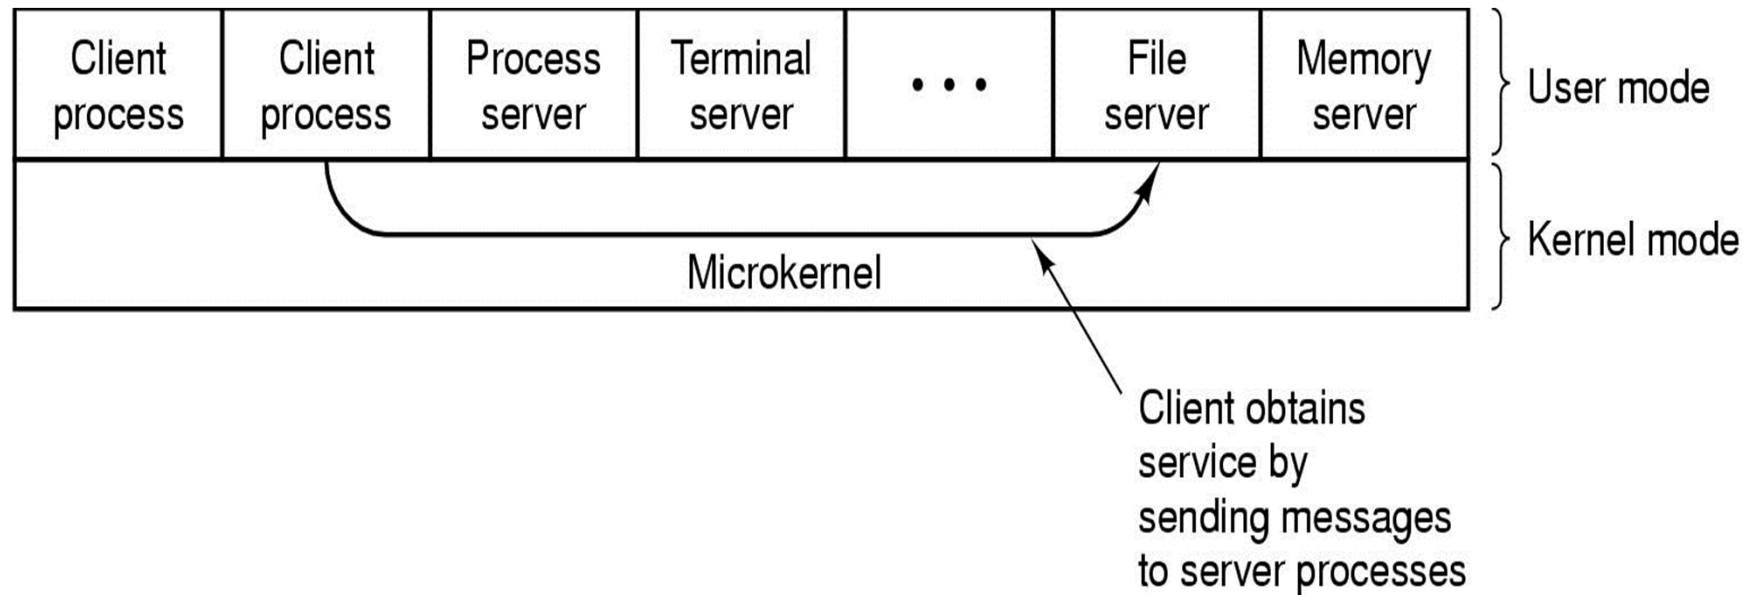 Client
process
Client
process
Process
server
Terminal
server
• • •
File
server
Memory
server
User mode
Microkernel
Kernel mode
Client obtains
service by
sending messages
to server processes